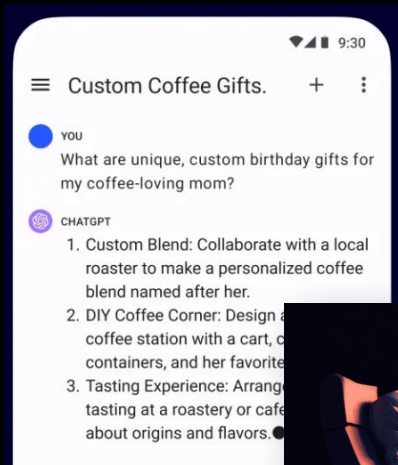 9:30
Custom Coffee Gifts.
YOU
What are unique, custom birthday gifts for
my coffee-loving mom?
CHATGPT
1. Custom Blend: Collaborate with a local
roaster to make a personalized coffee
blend named after her.
2. DIY Coffee Corner: Design
coffee station with a cart,
containers, and her favorite
3. Tasting Experience: Arrange
tasting at a roastery or cafe
about origins and flavors.